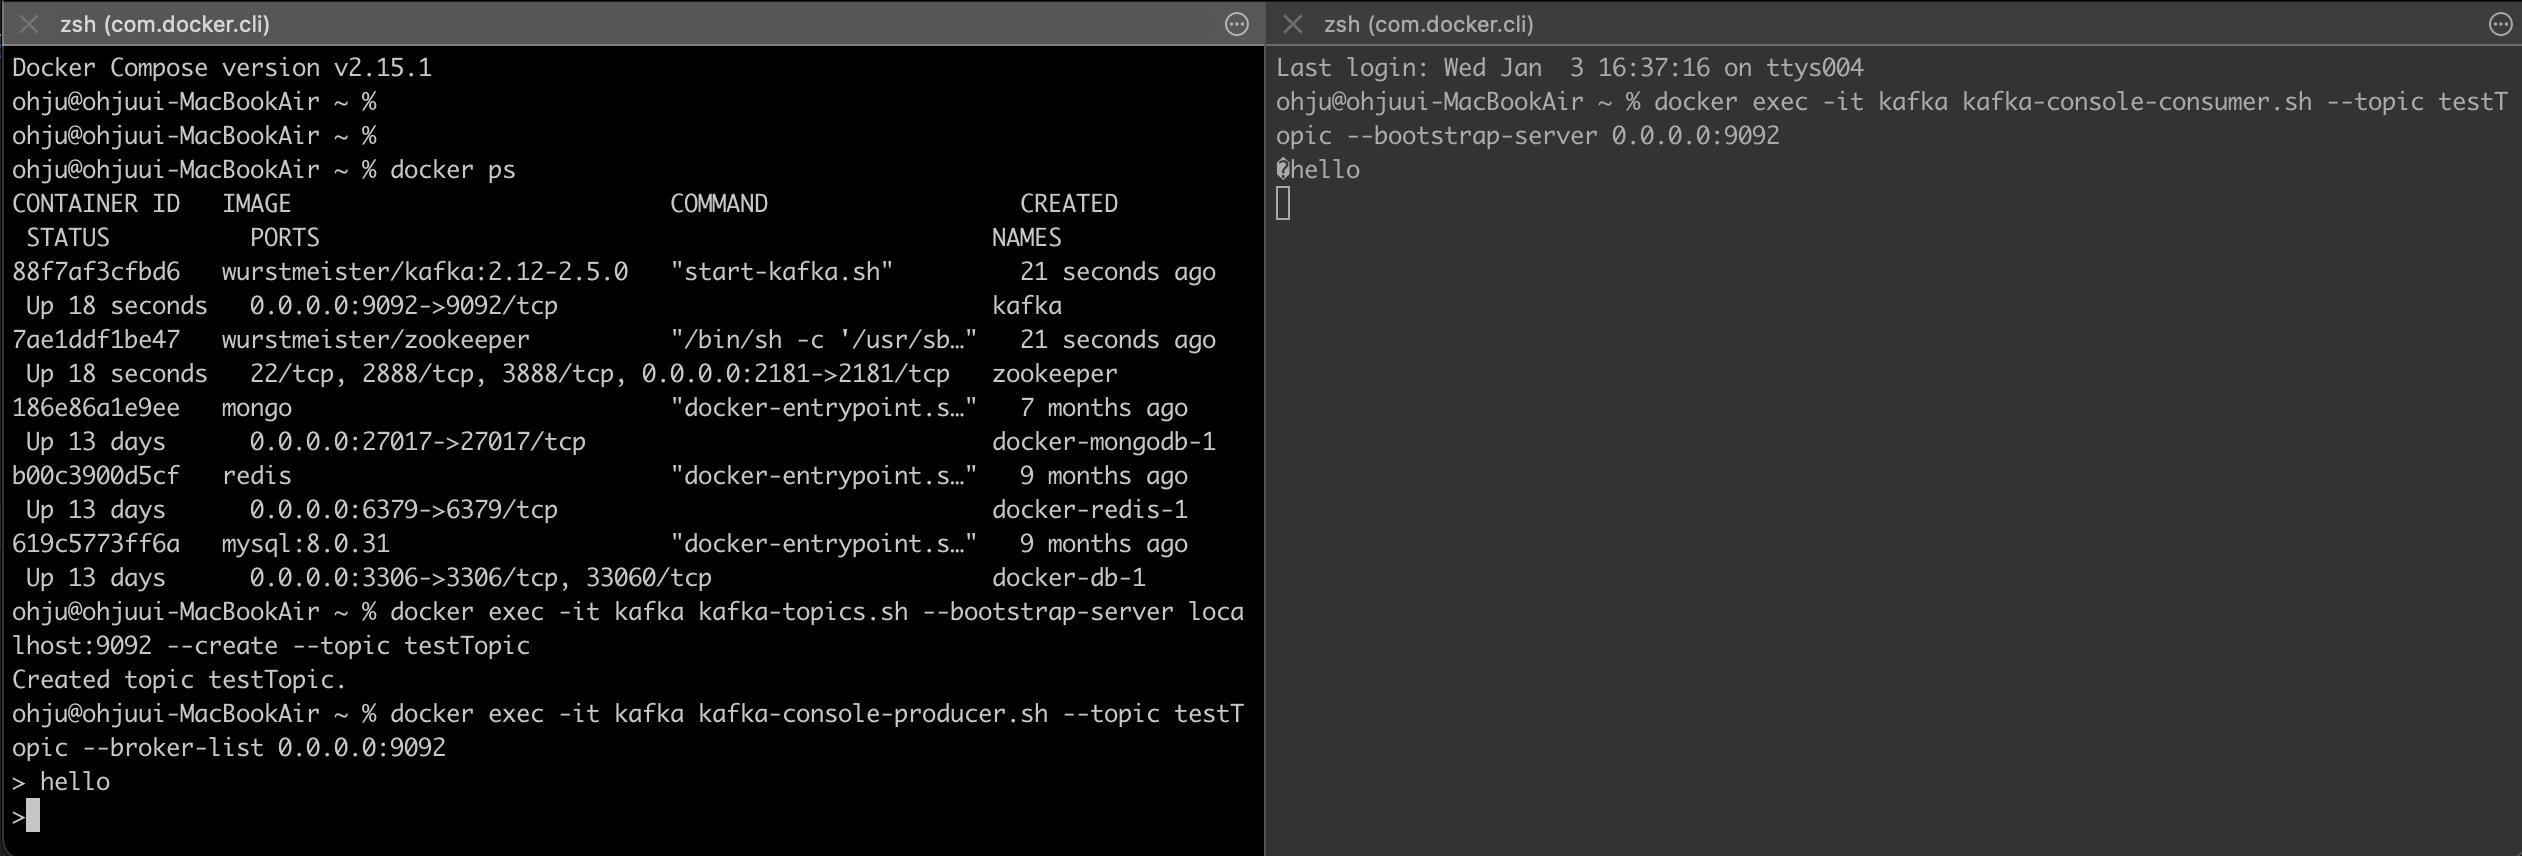 zsh (com.docker.cli)
Docker Compose version v2.15.1
ohju@ohjuui-MacBookAir ~ %
ohju@ohjuui-MacBookAir ~ %
ohju@ohjuui-MacBookAir ~ % docker ps
CONTAINER ID   IMAGE                           COMMAND                  CREATED
 STATUS          PORTS                                                NAMES
88f7af3cfbd6   wurstmeister/kafka:2.12-2.5.0   "start-kafka.sh"         21 seconds ago
 Up 18 seconds   0.0.0.0:9092->9092/tcp                               kafka
7ae1ddf1be47   wurstmeister/zookeeper          "/bin/sh -c '/usr/sb…"   21 seconds ago
 Up 18 seconds   22/tcp, 2888/tcp, 3888/tcp, 0.0.0.0:2181->2181/tcp   zookeeper
186e86a1e9ee   mongo                           "docker-entrypoint.s…"   7 months ago
 Up 13 days      0.0.0.0:27017->27017/tcp                             docker-mongodb-1
b00c3900d5cf   redis                           "docker-entrypoint.s…"   9 months ago
 Up 13 days      0.0.0.0:6379->6379/tcp                               docker-redis-1
619c5773ff6a   mysql:8.0.31                    "docker-entrypoint.s…"   9 months ago
 Up 13 days      0.0.0.0:3306->3306/tcp, 33060/tcp                    docker-db-1
ohju@ohjuui-MacBookAir ~ % docker exec -it kafka kafka-topics.sh --bootstrap-server loca
lhost:9092 --create --topic testTopic
Created topic testTopic.
ohju@ohjuui-MacBookAir ~ % docker exec -it kafka kafka-console-producer.sh --topic testT
opic --broker-list 0.0.0.0:9092
> hello
>
zsh (com.docker.cli)
Last login: Wed Jan  3 16:37:16 on ttys004
ohju@ohjuui-MacBookAir ~ % docker exec -it kafka kafka-console-consumer.sh --topic testT
opic --bootstrap-server 0.0.0.0:9092
�hello